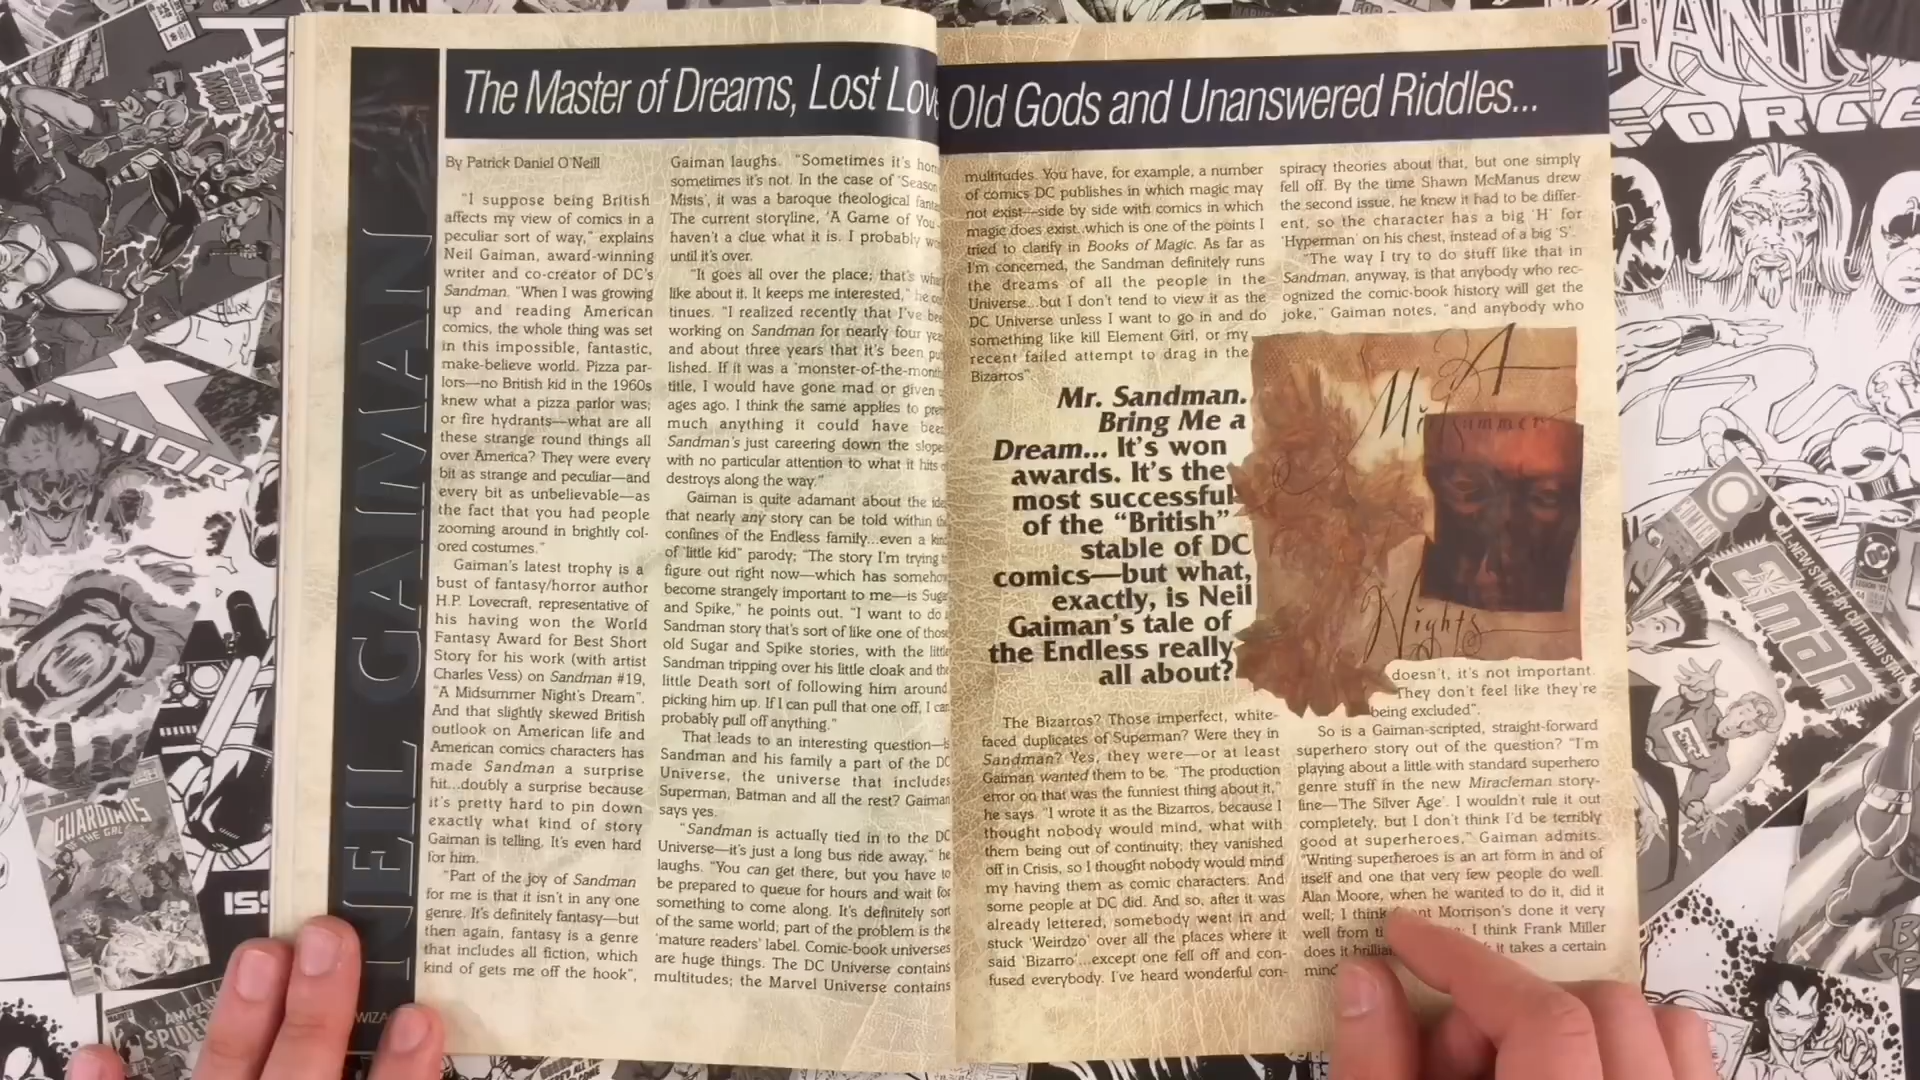 The Master of Dreams, Lost Love
Old Gods and Unanswered Riddles...
NEIL GAIMAN
By Patrick Daniel O'Neill
"I suppose being British
affects my view of comics in a
peculiar sort of way," explains
Neil Gaiman, award-winning
writer and co-creator of DC's
Sandman. "When I was growing
up and reading American
comics, the whole thing was set
in this impossible, fantastic,
make-believe world. Pizza par-
lors—no British kid in the 1960s
knew what a pizza parlor was;
or fire hydrants—what are all
these strange round things all
over America? They were every
bit as strange and peculiar—and
every bit as unbelievable—as
the fact that you had people
zooming around in brightly col-
ored costumes."
Gaiman's latest trophy is a
bust of fantasy/horror author
H.P. Lovecraft, representative of
his having won the World
Fantasy Award for Best Short
Story for his work (with artist
Charles Vess) on Sandman #19,
"A Midsummer Night's Dream".
And that slightly skewed British
outlook on American life and
American comics characters has
made Sandman a surprise
hit...doubly a surprise because
it's pretty hard to pin down
exactly what kind of story
Gaiman is telling. It's even hard
for him.
"Part of the joy of Sandman
for me is that it isn't in any one
genre. It's definitely fantasy—but
then again, fantasy is a genre
that includes all fiction, which
kind of gets me off the hook",
Gaiman laughs. "Sometimes it's
sometimes it's not. In the case of 'Season
Mists', it was a baroque theological
The current storyline, 'A Game of You'
haven't a clue what it is. I probably
until it's over.
"It goes all over the place; that's
like about it. It keeps me interested," he
tinues. "I realized recently that I've
working on Sandman for nearly four
and about three years that it's been
lished. If it was a "monster-of-the-month
title, I would have gone mad or given
ages ago. I think the same applies to
much anything it could have been
Sandman's just careering down the slope
with no particular attention to what it hits
destroys along the way."
Gaiman is quite adamant about the
that nearly any story can be told within the
confines of the Endless family...even a
of "little kid" parody; "The story I'm trying
figure out right now—which has somehow
become strangely important to me—is
and Spike," he points out, "I want to do
Sandman story that's sort of like one of those
old Sugar and Spike stories, with the little
Sandman tripping over his little cloak and the
little Death sort of following him around
picking him up. If I can pull that one off, I can
probably pull off anything."
That leads to an interesting question—
Sandman and his family a part of the DC
Universe, the universe that includes
Superman, Batman and all the rest? Gaiman
says yes.
"Sandman is actually tied in to the DC
Universe—it's just a long bus ride away," he
laughs. "You can get there, but you have to
be prepared to queue for hours and wait for
something to come along. It's definitely sort
of the same world; part of the problem is the
'mature readers' label. Comic-book universes
are huge things. The DC Universe contains
multitudes; the Marvel Universe contains
multitudes. You have, for example, a number
of comics DC publishes in which magic may
not exist—side by side with comics in which
magic does exist, which is one of the points I
tried to clarify in Books of Magic. As far as
I'm concerned, the Sandman definitely runs
the dreams of all the people in the
Universe...but I don't tend to view it as the
DC Universe unless I want to go in and do
something like kill Element Girl, or my
recent failed attempt to drag in the
Bizarros".
Mr. Sandman.
Bring Me a
Dream... It's won
awards. It's the
most successful
of the "British"
stable of DC
comics—but what,
exactly, is Neil
Gaiman's tale of
the Endless really
all about?
The Bizarros? Those imperfect, white-
faced duplicates of Superman? Were they in
Sandman? Yes, they were—or at least
Gaiman wanted them to be. "The production
error on that was the funniest thing about it,"
he says. "I wrote it as the Bizarros, because I
thought nobody would mind, what with
them being out of continuity; they vanished
off in Crisis, so I thought nobody would mind
my having them as comic characters. And
some people at DC did. And so, after it was
already lettered, somebody went in and
stuck 'Weirdzo' over all the places where it
said 'Bizarro'...except one fell off and con-
fused everybody. I've heard wonderful con-
spiracy theories about that, but one simply
fell off. By the time Shawn McManus drew
the second issue, he knew it had to be differ-
ent, so the character has a big 'H' for
'Hyperman' on his chest, instead of a big 'S'.
"The way I try to do stuff like that in
Sandman, anyway, is that anybody who rec-
ognized the comic-book history will get the
joke," Gaiman notes, "and anybody who
A
Midsummer
Nights
doesn't, it's not important.
They don't feel like they're
being excluded".
So is a Gaiman-scripted, straight-forward
superhero story out of the question? "I'm
playing about a little with standard superhero
genre stuff in the new Miracleman story-
line—'The Silver Age'. I wouldn't rule it out
completely, but I don't think I'd be terribly
good at superheroes," Gaiman admits.
"Writing superheroes is an art form in and of
itself and one that very few people do well.
Alan Moore, when he wanted to do it, did it
well; I think Morrison's done it very
well from I think Frank Miller
does it it takes a certain
GUARDIANS
OF THE
AMAZING
X
FORCE
E-man
ALL-NEW STUFF BY CUTI AND STATON